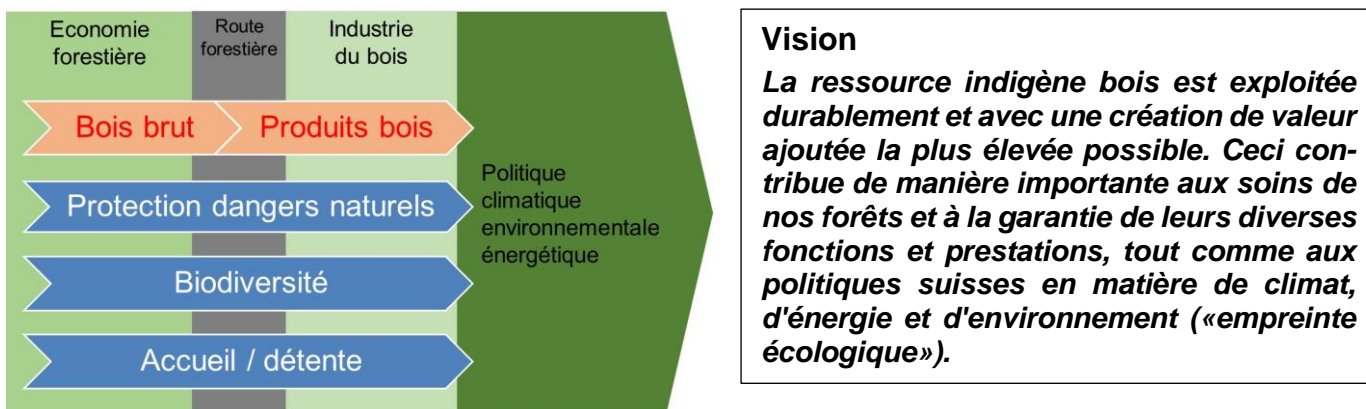 Economie
forestière
Route
forestière
Industrie
du bois
Bois brut
Produits bois
Protection dangers naturels
Biodiversité
Accueil / détente
Politique
climatique
environnementale
énergétique
Vision
La ressource indigène bois est exploitée
durablement et avec une création de valeur
ajoutée la plus élevée possible. Ceci con-
tribue de manière importante aux soins de
nos forêts et à la garantie de leurs diverses
fonctions et prestations, tout comme aux
politiques suisses en matière de climat,
d'énergie et d'environnement («empreinte
écologique»).